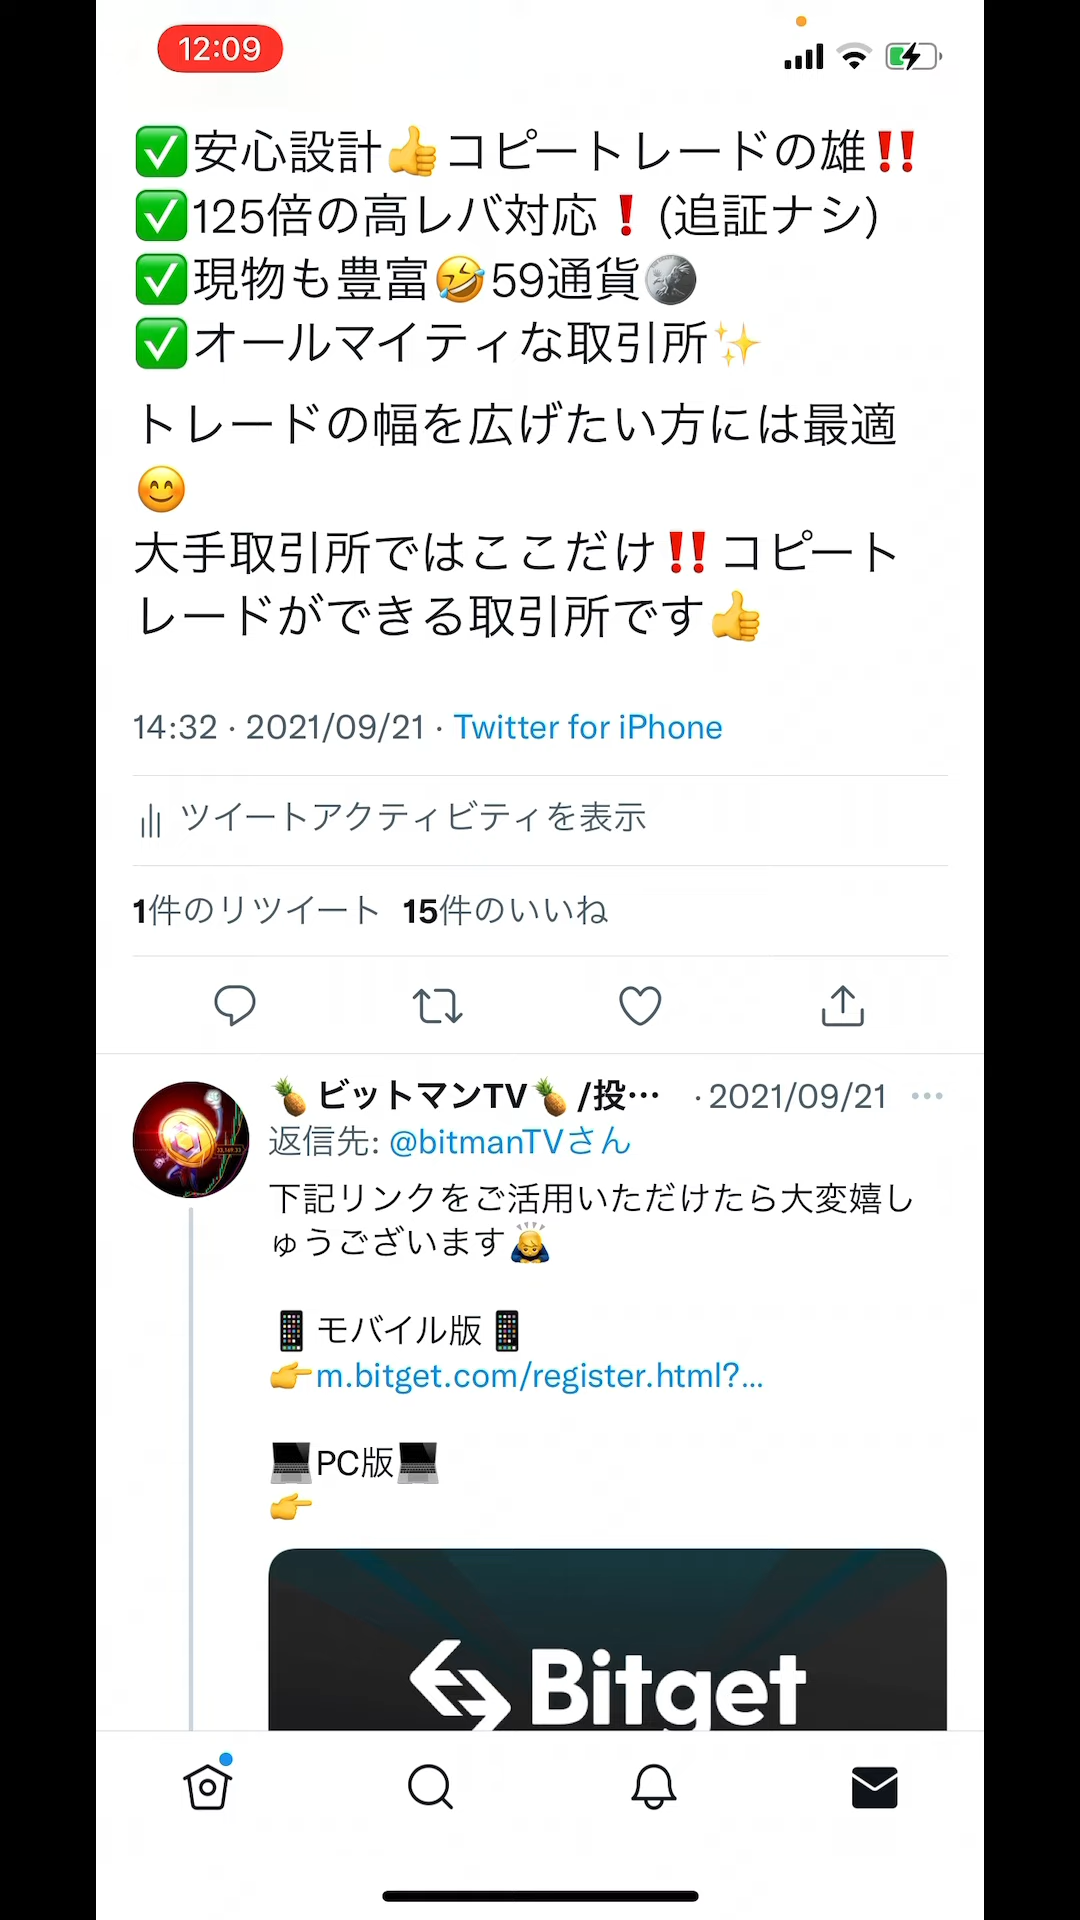 12:09
✅安心設計👍コピートレードの雄‼️
✅125倍の高レバ対応❗(追証ナシ)
✅現物も豊富🤣59通貨🪙
✅オールマイティな取引所✨
トレードの幅を広げたい方には最適
😊
大手取引所ではここだけ‼️コピート
レードができる取引所です👍
14:32 · 2021/09/21 · Twitter for iPhone
ツイートアクティビティを表示
1件のリツイート 15件のいいね
🍍ビットマンTV🍍/投… · 2021/09/21
返信先: @bitmanTVさん
下記リンクをご活用いただけたら大変嬉し
ゅうございます🙇
📱モバイル版📱
👉m.bitget.com/register.html?...
💻PC版💻
👉
Bitget